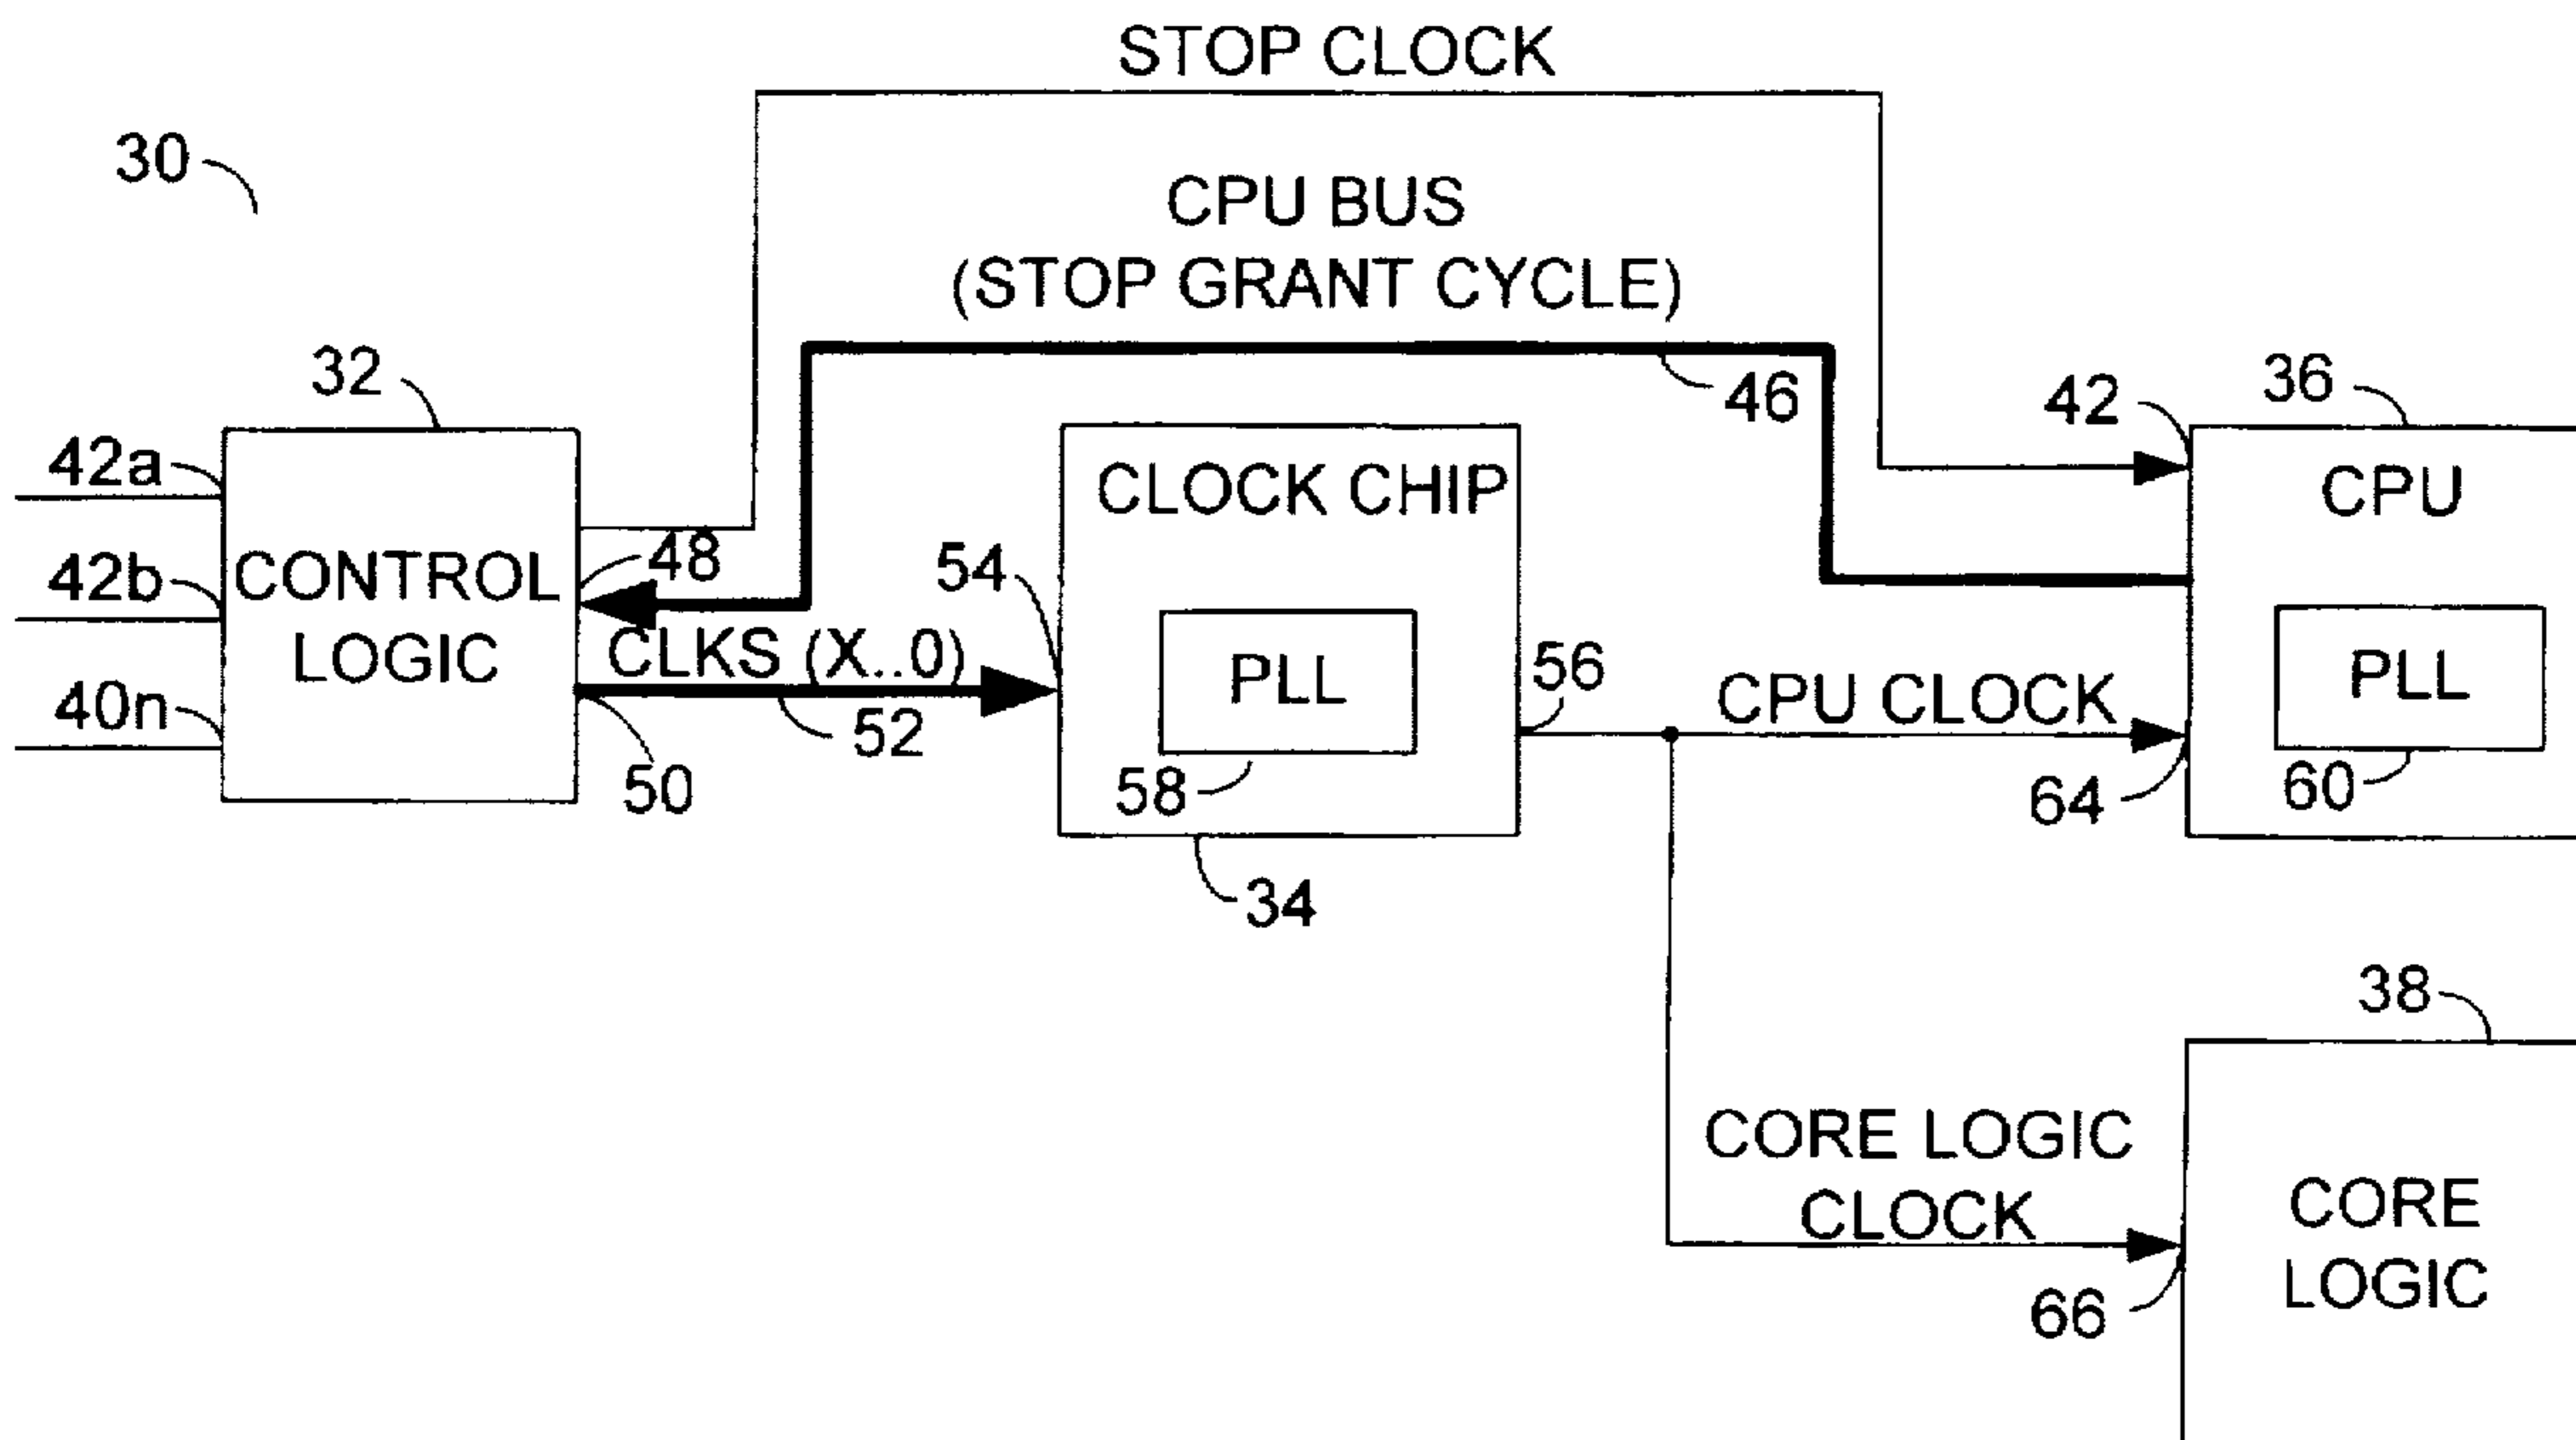 STOP CLOCK
30
CPU BUS
(STOP GRANT CYCLE)
32
46
42
36
42a
CLOCK CHIP
CPU
48
42b
CONTROL
LOGIC
54
CLKS (X..0)
PLL
56
PLL
40n
CPU CLOCK
52
50
58
64
60
34
38
CORE LOGIC
CLOCK
CORE
LOGIC
66